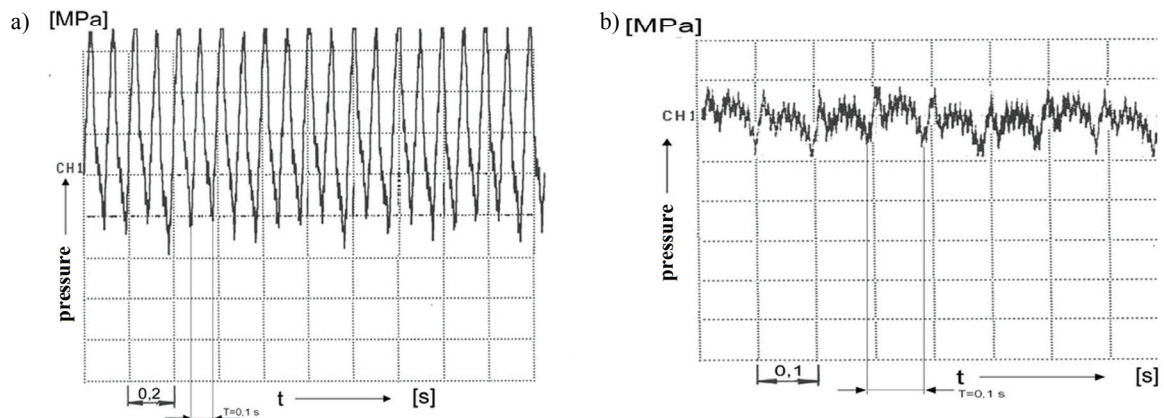 a)
[MPa]
CH1
pressure
0,2
t
[s]
T=0,1 s
b)
[MPa]
CH1
pressure
0,1
t
[s]
T=0,1 s